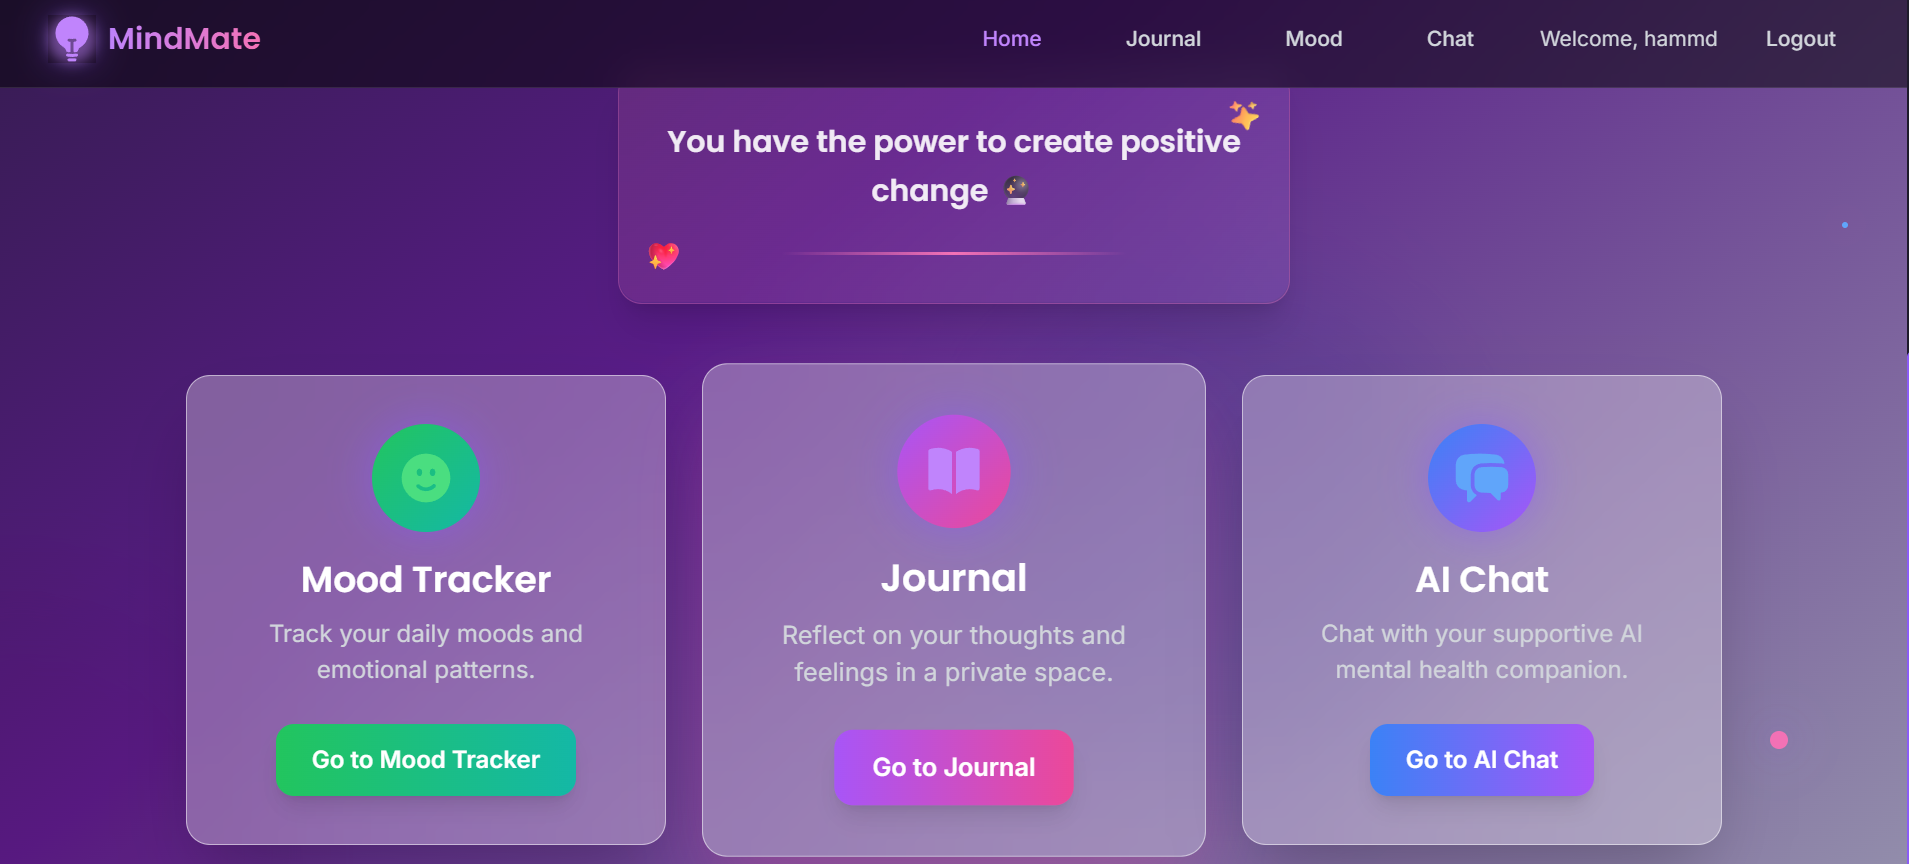 MindMate
Home Journal Mood Chat Welcome, hammd Logout
You have the power to create positive
change 🔮
Mood Tracker
Track your daily moods and
emotional patterns.
Go to Mood Tracker
Journal
Reflect on your thoughts and
feelings in a private space.
Go to Journal
AI Chat
Chat with your supportive AI
mental health companion.
Go to AI Chat